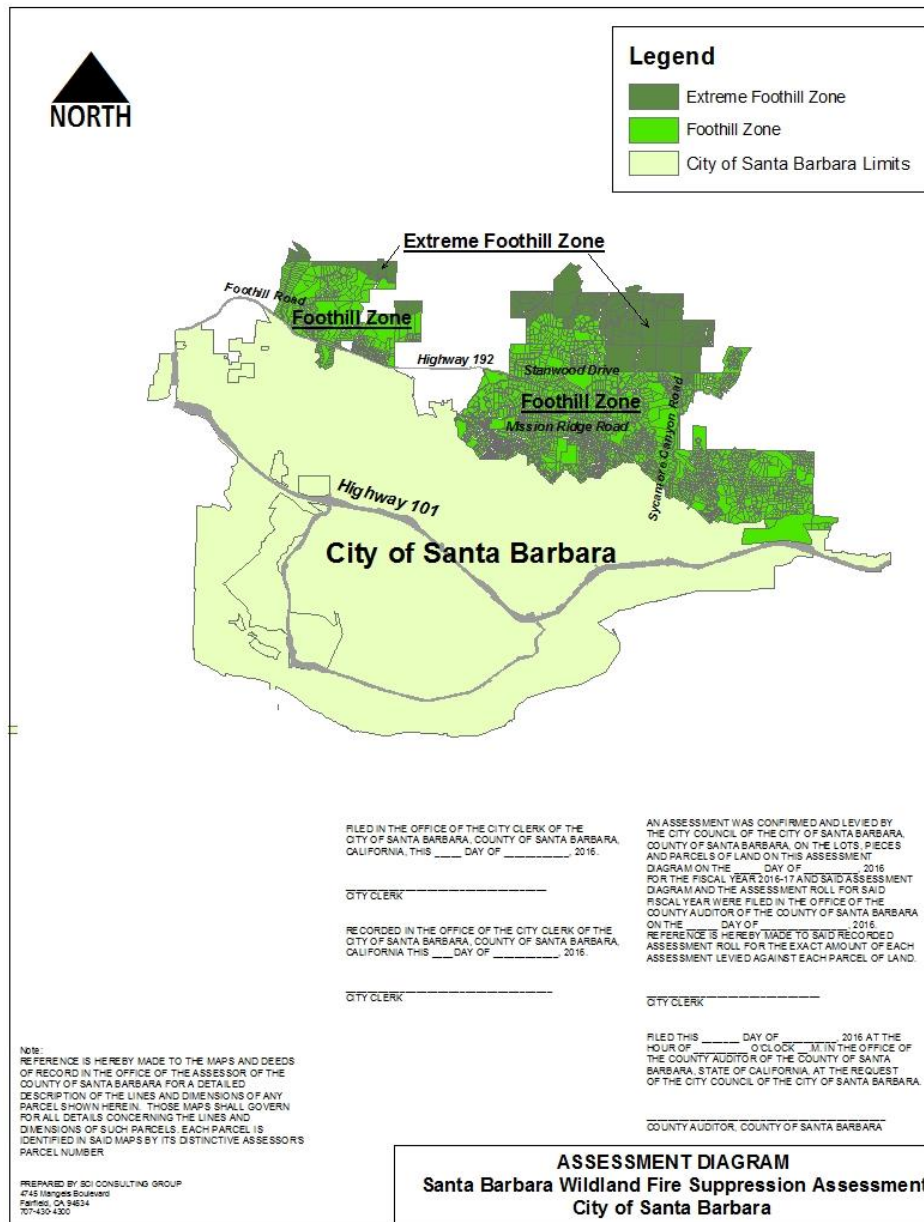 NORTH
Legend
Extreme Foothill Zone
Foothill Zone
City of Santa Barbara Limits
Extreme Foothill Zone
Foothill Road
Foothill Zone
Highway 192
Stanwood Drive
Foothill Zone
Mission Ridge Road
Sycamore Canyon Road
Highway 101
City of Santa Barbara
FILED IN THE OFFICE OF THE CITY CLERK OF THE
CITY OF SANTA BARBARA, COUNTY OF SANTA BARBARA,
CALIFORNIA, THIS _____ DAY OF ____________, 2016.
CITY CLERK
RECORDED IN THE OFFICE OF THE CITY CLERK OF THE
CITY OF SANTA BARBARA, COUNTY OF SANTA BARBARA,
CALIFORNIA THIS ____ DAY OF ____________, 2016.
CITY CLERK
AN ASSESSMENT WAS CONFIRMED AND LEVIED BY
THE CITY COUNCIL OF THE CITY OF SANTA BARBARA,
COUNTY OF SANTA BARBARA, ON THE LOTS, PIECES
AND PARCELS OF LAND ON THIS ASSESSMENT
DIAGRAM ON THE _____ DAY OF __________, 2016
FOR THE FISCAL YEAR 2016-17 AND SAID ASSESSMENT
DIAGRAM AND THE ASSESSMENT ROLL FOR SAID
FISCAL YEAR WERE FILED IN THE OFFICE OF THE
COUNTY AUDITOR OF THE COUNTY OF SANTA BARBARA
ON THE ______ DAY OF ________________, 2016.
REFERENCE IS HEREBY MADE TO SAID RECORDED
ASSESSMENT ROLL FOR THE EXACT AMOUNT OF EACH
ASSESSMENT LEVIED AGAINST EACH PARCEL OF LAND.
CITY CLERK
FILED THIS _______ DAY OF __________, 2016 AT THE
HOUR OF _________ O'CLOCK __.M. IN THE OFFICE OF
THE COUNTY AUDITOR OF THE COUNTY OF SANTA
BARBARA, STATE OF CALIFORNIA, AT THE REQUEST
OF THE CITY COUNCIL OF THE CITY OF SANTA BARBARA.
COUNTY AUDITOR, COUNTY OF SANTA BARBARA
Note:
REFERENCE IS HEREBY MADE TO THE MAPS AND DEEDS
OF RECORD IN THE OFFICE OF THE ASSESSOR OF THE
COUNTY OF SANTA BARBARA FOR A DETAILED
DESCRIPTION OF THE LINES AND DIMENSIONS OF ANY
PARCEL SHOWN HEREIN. THOSE MAPS SHALL GOVERN
FOR ALL DETAILS CONCERNING THE LINES AND
DIMENSIONS OF SUCH PARCELS. EACH PARCEL IS
IDENTIFIED IN SAID MAPS BY ITS DISTINCTIVE ASSESSOR'S
PARCEL NUMBER
PREPARED BY SCI CONSULTING GROUP
4745 Mangels Boulevard
Fairfield, CA 94534
707-430-4300
ASSESSMENT DIAGRAM
Santa Barbara Wildland Fire Suppression Assessment
City of Santa Barbara